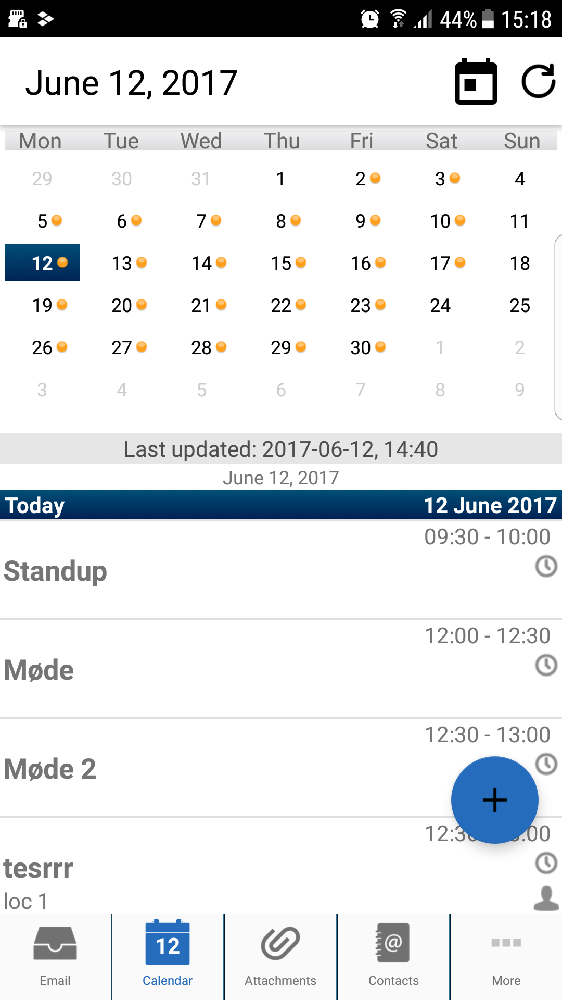 44% 15:18
June 12, 2017
Mon Tue Wed Thu Fri Sat Sun
29 30 31 1 2 3 4
5 6 7 8 9 10 11
12 13 14 15 16 17 18
19 20 21 22 23 24 25
26 27 28 29 30 1 2
3 4 5 6 7 8 9
Last updated: 2017-06-12, 14:40
June 12, 2017
Today 12 June 2017
09:30 - 10:00
Standup
12:00 - 12:30
Møde
12:30 - 13:00
Møde 2
tesrrr
loc 1
12
Email Calendar Attachments Contacts More